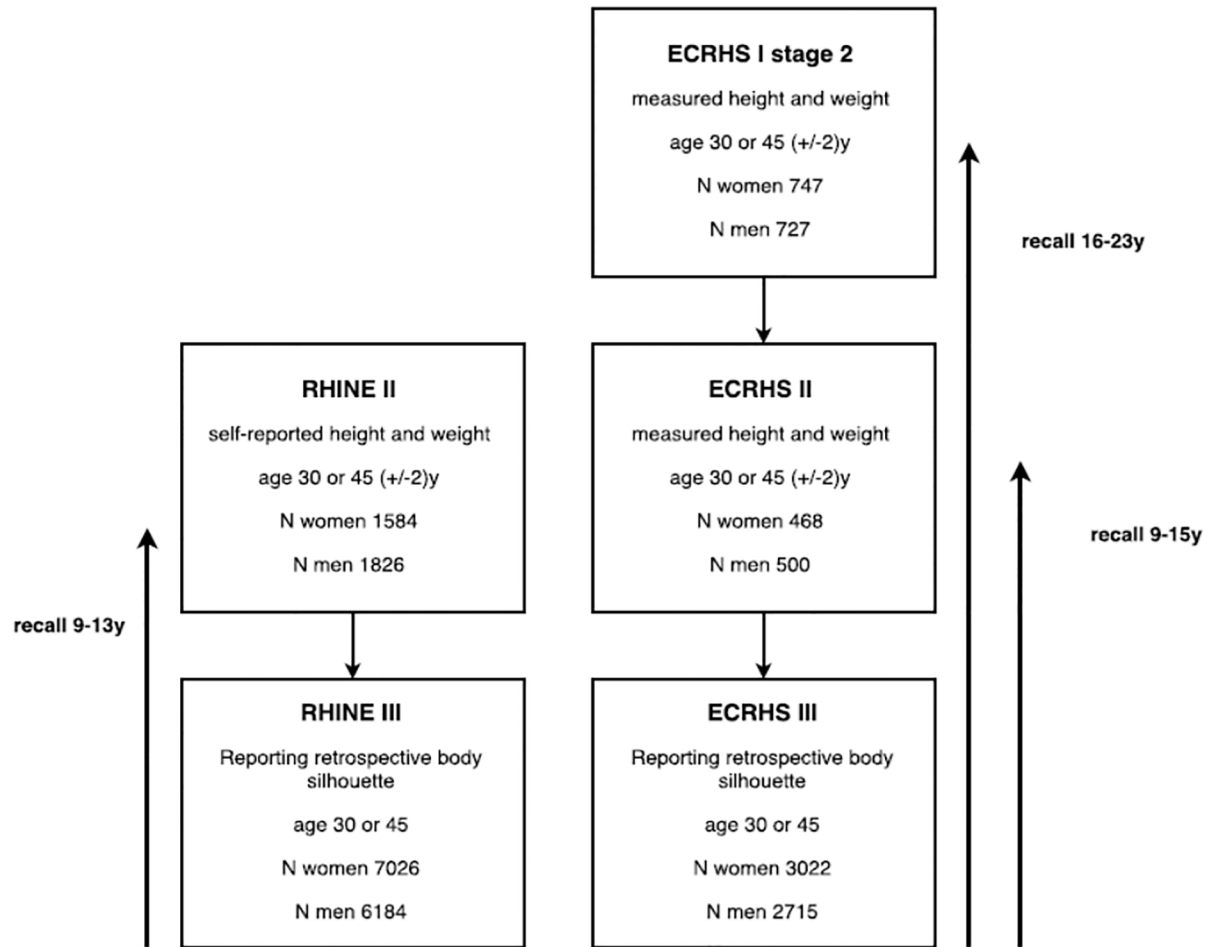 ECRHS I stage 2
measured height and weight
age 30 or 45 (+/-2)y
N women 747
N men 727
recall 16-23y
RHINE II
self-reported height and weight
age 30 or 45 (+/-2)y
N women 1584
N men 1826
ECRHS II
measured height and weight
age 30 or 45 (+/-2)y
N women 468
N men 500
recall 9-15y
recall 9-13y
RHINE III
Reporting retrospective body
silhouette
age 30 or 45
N women 7026
N men 6184
ECRHS III
Reporting retrospective body
silhouette
age 30 or 45
N women 3022
N men 2715